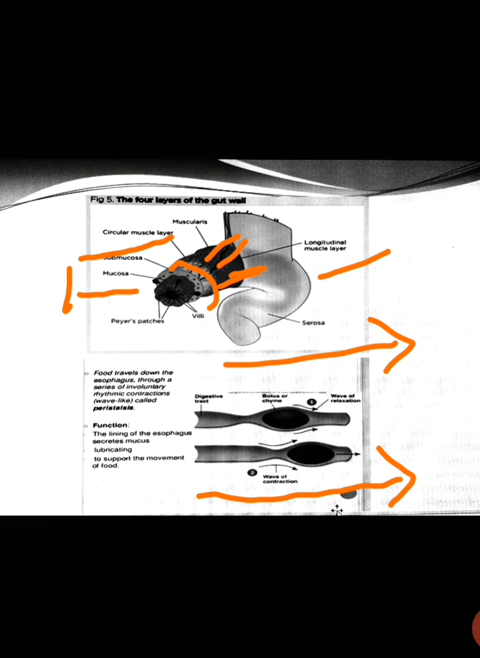 Fig 5. The four layers of the gut wall
Muscularis
Circular muscle layer
Longitudinal
muscle layer
Submucosa
Mucosa
Villi
Peyer's patches
Serosa
Food travels down the
esophagus, through a
series of involuntary
rhythmic contractions
(wave-like) called
peristalsis.
Function:
The lining of the esophagus
secretes mucus
lubricating
to support the movement
of food.
Digestive
tract
Bolus or
chyme
1
Wave of
relaxation
2
Wave of
contraction